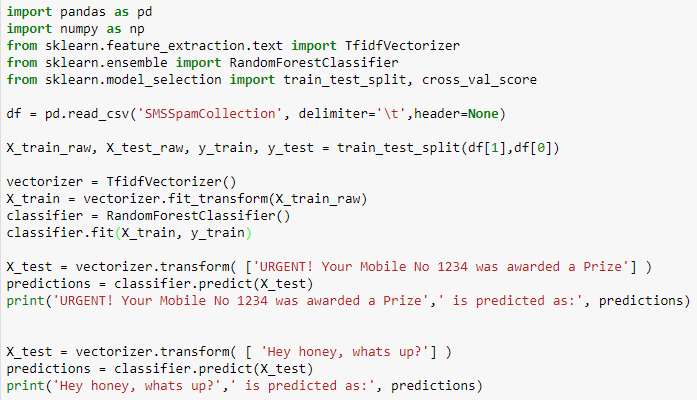 import pandas as pd
import numpy as np
from sklearn.feature_extraction.text import TfidfVectorizer
from sklearn.ensemble import RandomForestClassifier
from sklearn.model_selection import train_test_split, cross_val_score
df = pd.read_csv('SMSSpamCollection', delimiter='\t',header=None)
X_train_raw, X_test_raw, y_train, y_test = train_test_split(df[1],df[0])
vectorizer = TfidfVectorizer()
X_train = vectorizer.fit_transform(X_train_raw)
classifier = RandomForestClassifier()
classifier.fit(X_train, y_train)
X_test = vectorizer.transform( ['URGENT! Your Mobile No 1234 was awarded a Prize'] )
predictions = classifier.predict(X_test)
print('URGENT! Your Mobile No 1234 was awarded a Prize',' is predicted as:', predictions)
X_test = vectorizer.transform( [ 'Hey honey, whats up?'] )
predictions = classifier.predict(X_test)
print('Hey honey, whats up?',' is predicted as:', predictions)